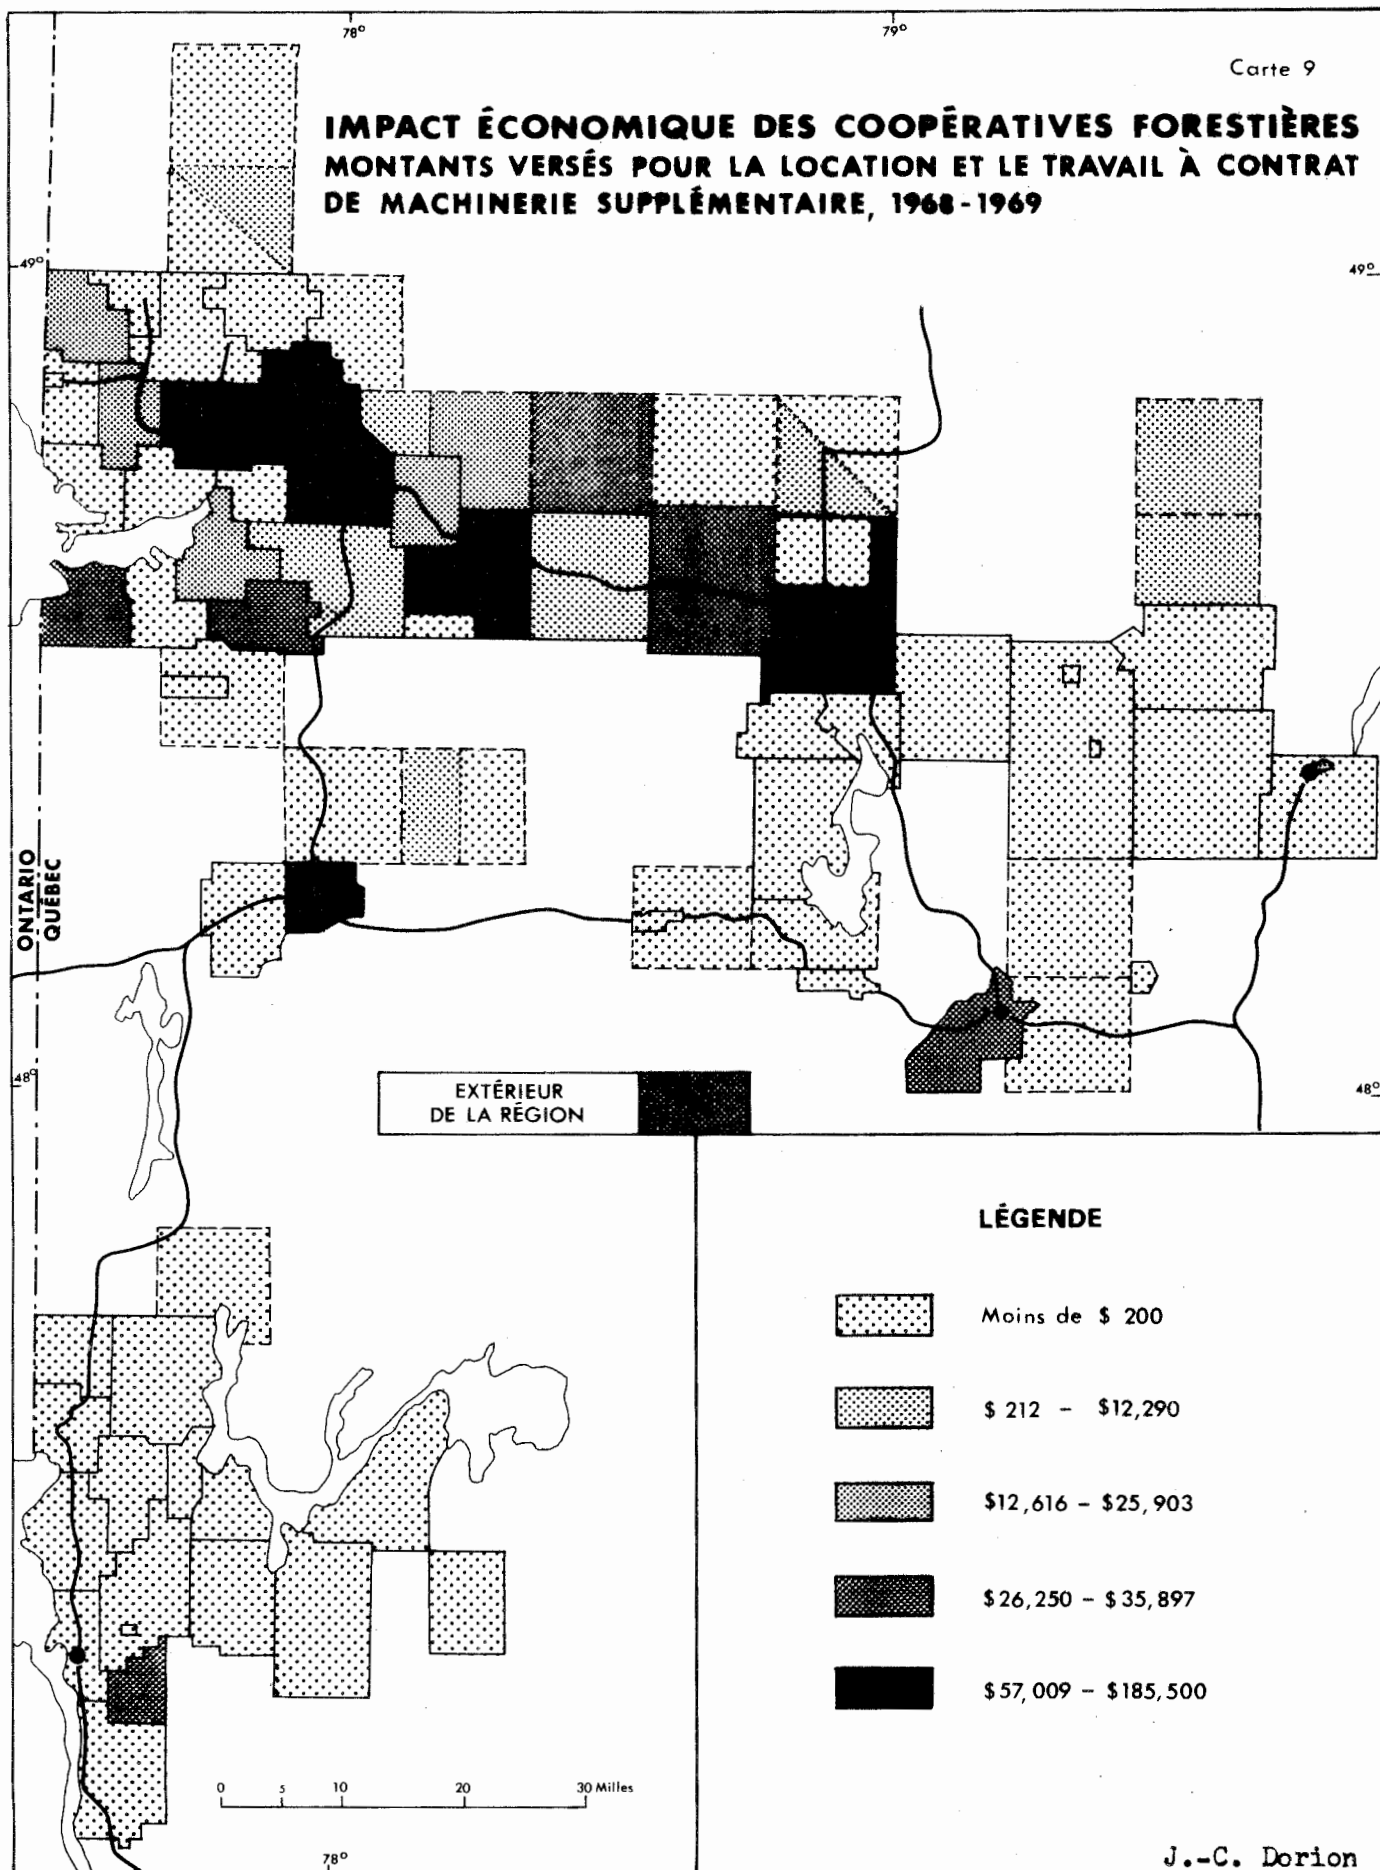 78°
79°
Carte 9
IMPACT ÉCONOMIQUE DES COOPÉRATIVES FORESTIÈRES
MONTANTS VERSÉS POUR LA LOCATION ET LE TRAVAIL À CONTRAT
DE MACHINERIE SUPPLÉMENTAIRE, 1968-1969
49°
49°
ONTARIO
QUÉBEC
48°
48°
EXTÉRIEUR
DE LA RÉGION
LÉGENDE
Moins de $ 200
$ 212 - $12,290
$12,616 - $25,903
$26,250 - $35,897
$57,009 - $185,500
0 5 10 20 30 Milles
78°
J.-C. Dorion